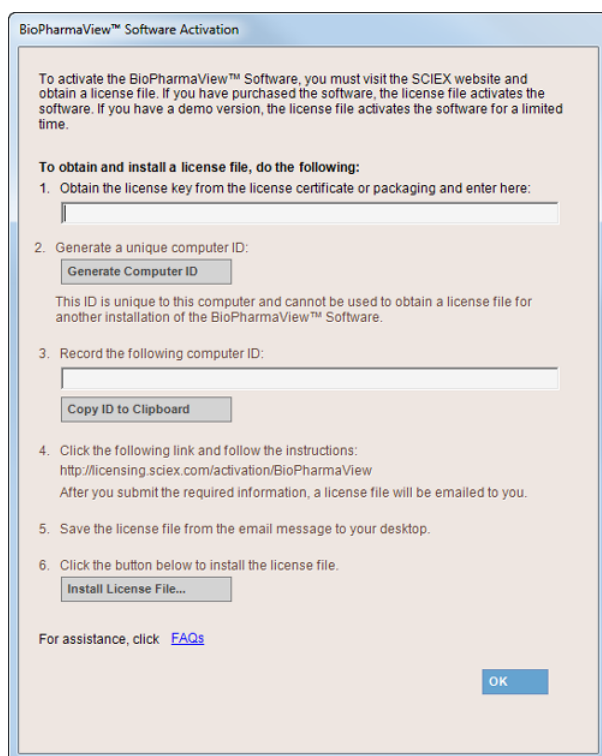 BioPharmaView™ Software Activation
To activate the BioPharmaView™ Software, you must visit the SCIEX website and
obtain a license file. If you have purchased the software, the license file activates the
software. If you have a demo version, the license file activates the software for a limited
time.
To obtain and install a license file, do the following:
1. Obtain the license key from the license certificate or packaging and enter here:
2. Generate a unique computer ID:
Generate Computer ID
This ID is unique to this computer and cannot be used to obtain a license file for
another installation of the BioPharmaView™ Software.
3. Record the following computer ID:
Copy ID to Clipboard
4. Click the following link and follow the instructions:
http://licensing.sciex.com/activation/BioPharmaView
After you submit the required information, a license file will be emailed to you.
5. Save the license file from the email message to your desktop.
6. Click the button below to install the license file.
Install License File...
For assistance, click FAQs
OK